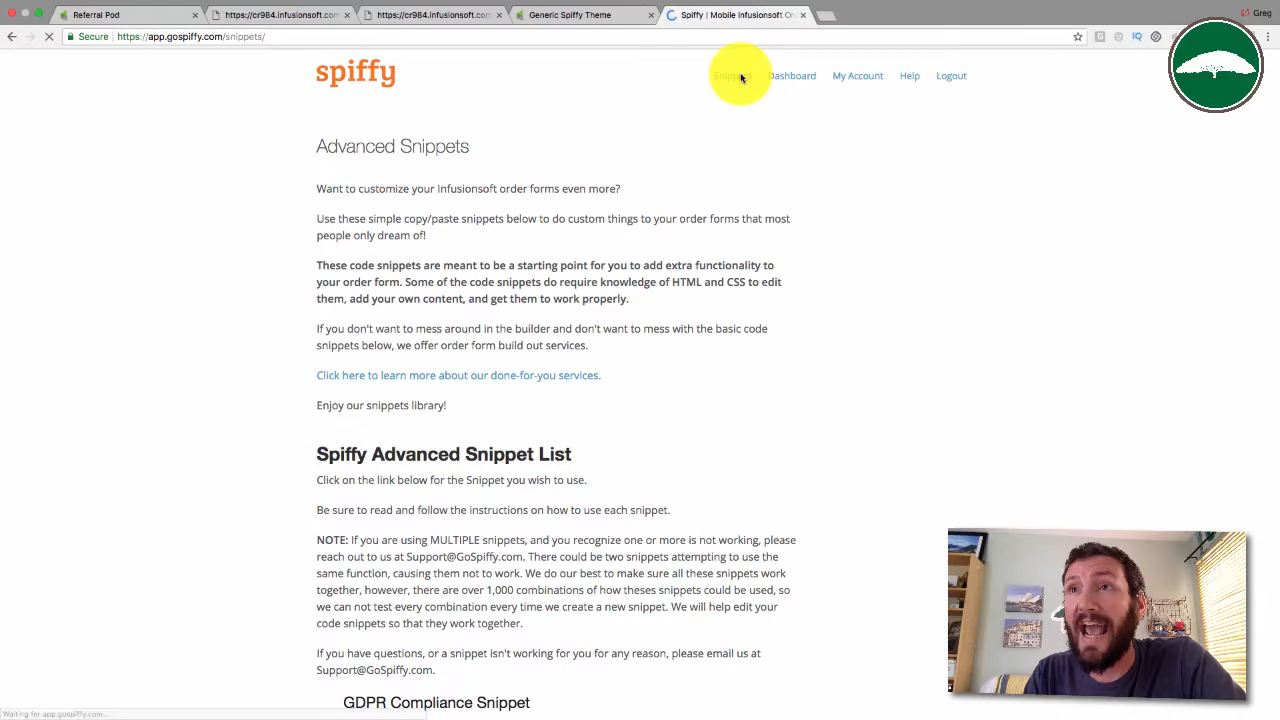 Referral Pod
https://cr984.infusionsoft.com
https://cr984.infusionsoft.com
Generic Spiffy Theme
Spiffy | Mobile Infusionsoft Or
Greg
Secure | https://app.gospiffy.com/snippets/
spiffy
Snippets Dashboard My Account Help Logout
Advanced Snippets
Want to customize your Infusionsoft order forms even more?
Use these simple copy/paste snippets below to do custom things to your order forms that most
people only dream of!
These code snippets are meant to be a starting point for you to add extra functionality to
your order form. Some of the code snippets do require knowledge of HTML and CSS to edit
them, add your own content, and get them to work properly.
If you don't want to mess around in the builder and don't want to mess with the basic code
snippets below, we offer order form build out services.
Click here to learn more about our done-for-you services.
Enjoy our snippets library!
Spiffy Advanced Snippet List
Click on the link below for the Snippet you wish to use.
Be sure to read and follow the instructions on how to use each snippet.
NOTE: If you are using MULTIPLE snippets, and you recognize one or more is not working, please
reach out to us at Support@GoSpiffy.com. There could be two snippets attempting to use the
same function, causing them not to work. We do our best to make sure all these snippets work
together, however, there are over 1,000 combinations of how theses snippets could be used, so
we can not test every combination every time we create a new snippet. We will help edit your
code snippets so that they work together.
If you have questions, or a snippet isn't working for you for any reason, please email us at
Support@GoSpiffy.com.
GDPR Compliance Snippet
Waiting for app.gospiffy.com...